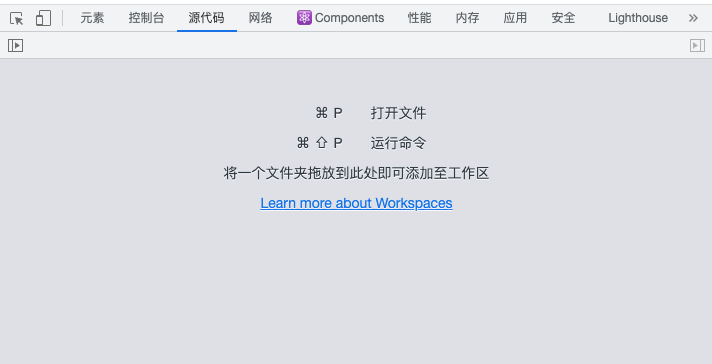 元素 控制台 源代码 网络 ⚛️ Components 性能 内存 应用 安全 Lighthouse »
⌘ P 打开文件
⌘ ⇧ P 运行命令
将一个文件夹拖放到此处即可添加至工作区
Learn more about Workspaces